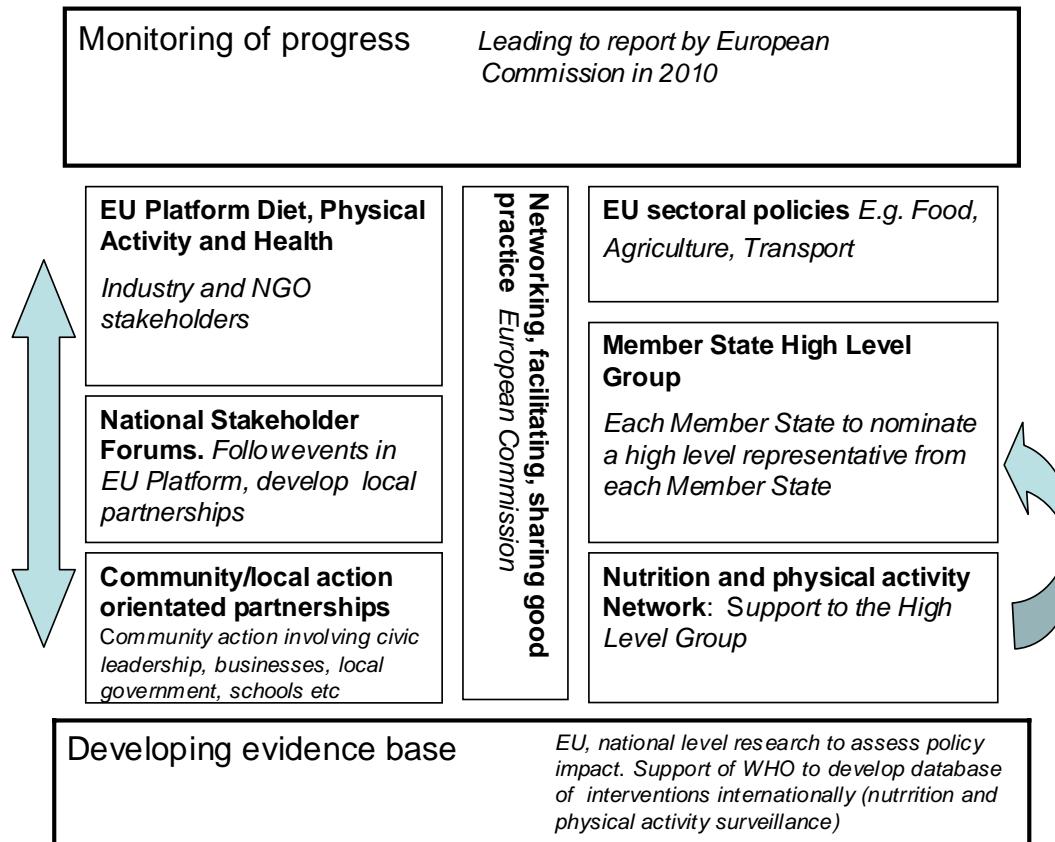 Monitoring of progress
Leading to report by European
Commission in 2010
EU Platform Diet, Physical
Activity and Health
Industry and NGO
stakeholders
National Stakeholder
Forums. Followevents in
EU Platform, develop local
partnerships
Community/local action
orientated partnerships
Community action involving civic
leadership, businesses, local
government, schools etc
Networking, facilitating, sharing good
practice European Commission
EU sectoral policies E.g. Food,
Agriculture, Transport
Member State High Level
Group
Each Member State to nominate
a high level representative from
each Member State
Nutrition and physical activity
Network: Support to the High
Level Group
Developing evidence base
EU, national level research to assess policy
impact. Support of WHO to develop database
of interventions internationally (nutrrition and
physical activity surveillance)